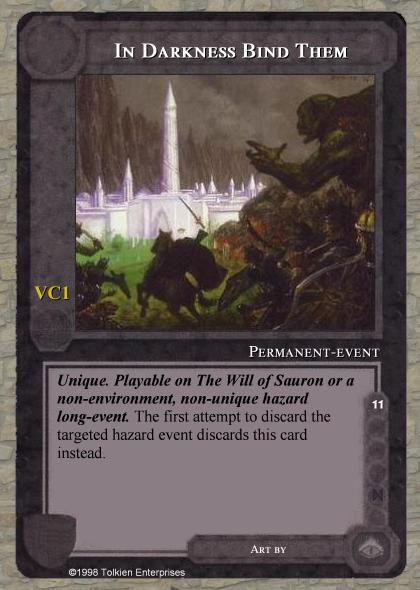 In Darkness Bind Them
VC1
Permanent-event
Unique. Playable on The Will of Sauron or a
non-environment, non-unique hazard
long-event. The first attempt to discard the
targeted hazard event discards this card
instead.
11
Art by
©1998 Tolkien Enterprises